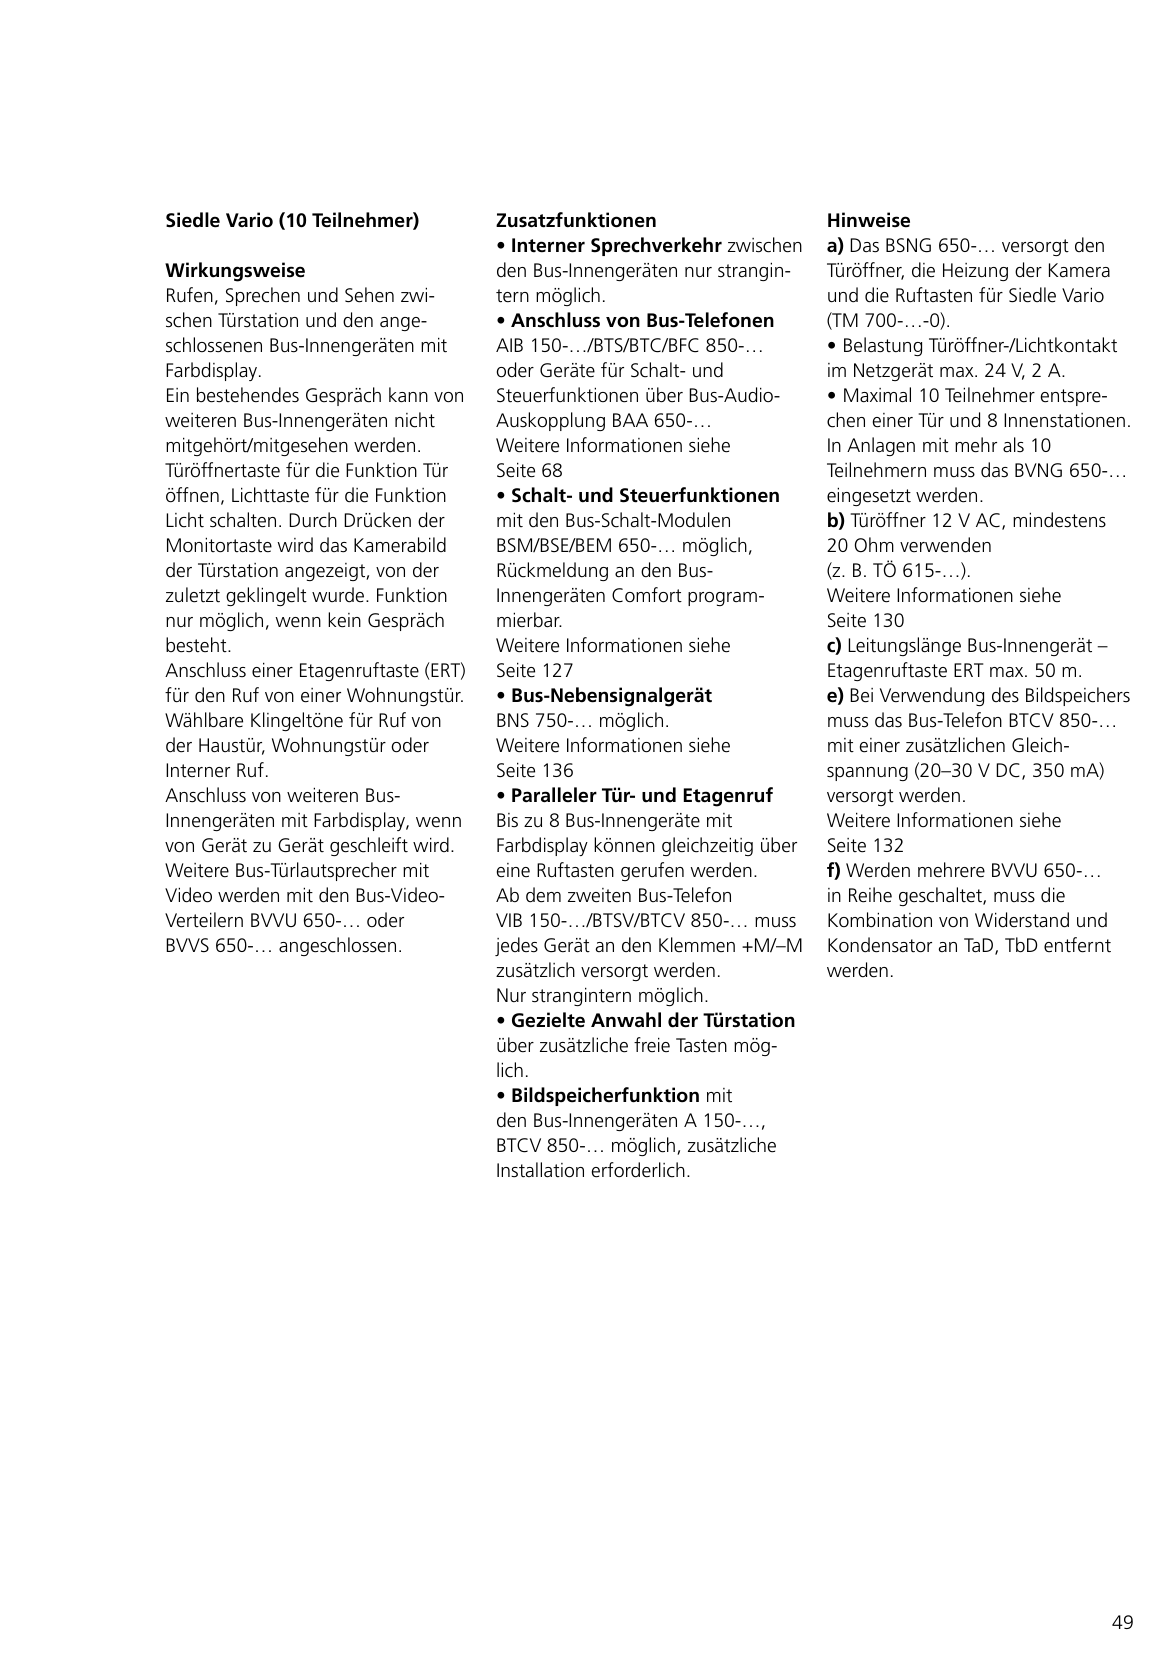 Siedle Vario (10 Teilnehmer)
Wirkungsweise
Rufen, Sprechen und Sehen zwi-
schen Türstation und den ange-
schlossenen Bus-Innengeräten mit
Farbdisplay.
Ein bestehendes Gespräch kann von
weiteren Bus-Innengeräten nicht
mitgehört/mitgesehen werden.
Türöffnertaste für die Funktion Tür
öffnen, Lichttaste für die Funktion
Licht schalten. Durch Drücken der
Monitortaste wird das Kamerabild
der Türstation angezeigt, von der
zuletzt geklingelt wurde. Funktion
nur möglich, wenn kein Gespräch
besteht.
Anschluss einer Etagenruftaste (ERT)
für den Ruf von einer Wohnungstür.
Wählbare Klingeltöne für Ruf von
der Haustür, Wohnungstür oder
Interner Ruf.
Anschluss von weiteren Bus-
Innengeräten mit Farbdisplay, wenn
von Gerät zu Gerät geschleift wird.
Weitere Bus-Türlautsprecher mit
Video werden mit den Bus-Video-
Verteilern BVVU 650-… oder
BVVS 650-… angeschlossen.
Zusatzfunktionen
• Interner Sprechverkehr zwischen
den Bus-Innengeräten nur strangin-
tern möglich.
• Anschluss von Bus-Telefonen
AIB 150-…/BTS/BTC/BFC 850-…
oder Geräte für Schalt- und
Steuerfunktionen über Bus-Audio-
Auskopplung BAA 650-…
Weitere Informationen siehe
Seite 68
• Schalt- und Steuerfunktionen
mit den Bus-Schalt-Modulen
BSM/BSE/BEM 650-… möglich,
Rückmeldung an den Bus-
Innengeräten Comfort program-
mierbar.
Weitere Informationen siehe
Seite 127
• Bus-Nebensignalgerät
BNS 750-… möglich.
Weitere Informationen siehe
Seite 136
• Paralleler Tür- und Etagenruf
Bis zu 8 Bus-Innengeräte mit
Farbdisplay können gleichzeitig über
eine Ruftasten gerufen werden.
Ab dem zweiten Bus-Telefon
VIB 150-…/BTSV/BTCV 850-… muss
jedes Gerät an den Klemmen +M/–M
zusätzlich versorgt werden.
Nur strangintern möglich.
• Gezielte Anwahl der Türstation
über zusätzliche freie Tasten mög-
lich.
• Bildspeicherfunktion mit
den Bus-Innengeräten A 150-…,
BTCV 850-… möglich, zusätzliche
Installation erforderlich.
Hinweise
a) Das BSNG 650-… versorgt den
Türöffner, die Heizung der Kamera
und die Ruftasten für Siedle Vario
(TM 700-…-0).
• Belastung Türöffner-/Lichtkontakt
im Netzgerät max. 24 V, 2 A.
• Maximal 10 Teilnehmer entspre-
chen einer Tür und 8 Innenstationen.
In Anlagen mit mehr als 10
Teilnehmern muss das BVNG 650-…
eingesetzt werden.
b) Türöffner 12 V AC, mindestens
20 Ohm verwenden
(z. B. TÖ 615-…).
Weitere Informationen siehe
Seite 130
c) Leitungslänge Bus-Innengerät –
Etagenruftaste ERT max. 50 m.
e) Bei Verwendung des Bildspeichers
muss das Bus-Telefon BTCV 850-…
mit einer zusätzlichen Gleich-
spannung (20–30 V DC, 350 mA)
versorgt werden.
Weitere Informationen siehe
Seite 132
f) Werden mehrere BVVU 650-…
in Reihe geschaltet, muss die
Kombination von Widerstand und
Kondensator an TaD, TbD entfernt
werden.
49